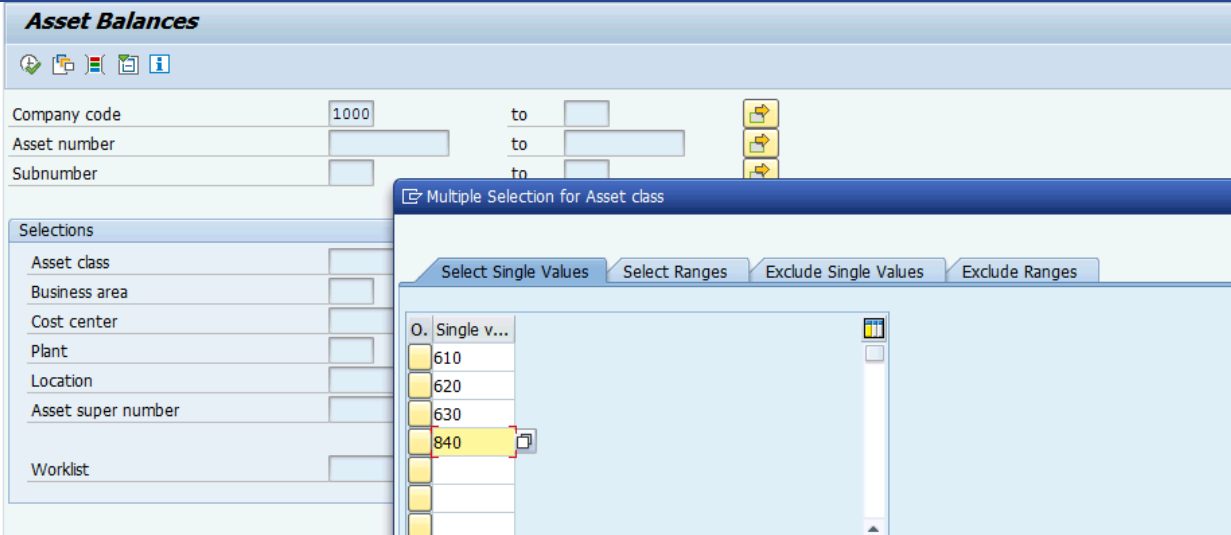 Asset Balances
Company code 1000 to
Asset number to
Subnumber to
Multiple Selection for Asset class
Selections
Select Single Values Select Ranges Exclude Single Values Exclude Ranges
Asset class
Business area
Cost center
O. Single v...
Plant
610
Location
620
Asset super number
630
840
Worklist